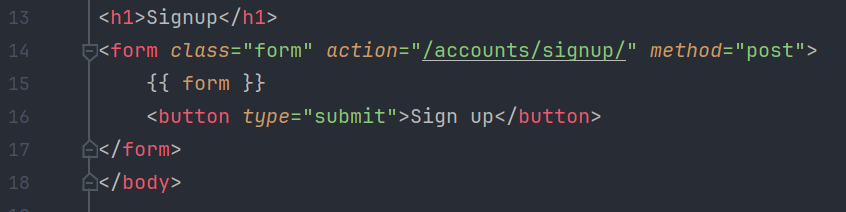 13 <h1>Signup</h1>
14 <form class="form" action="/accounts/signup/" method="post">
15 {{ form }}
16 <button type="submit">Sign up</button>
17 </form>
18 </body>